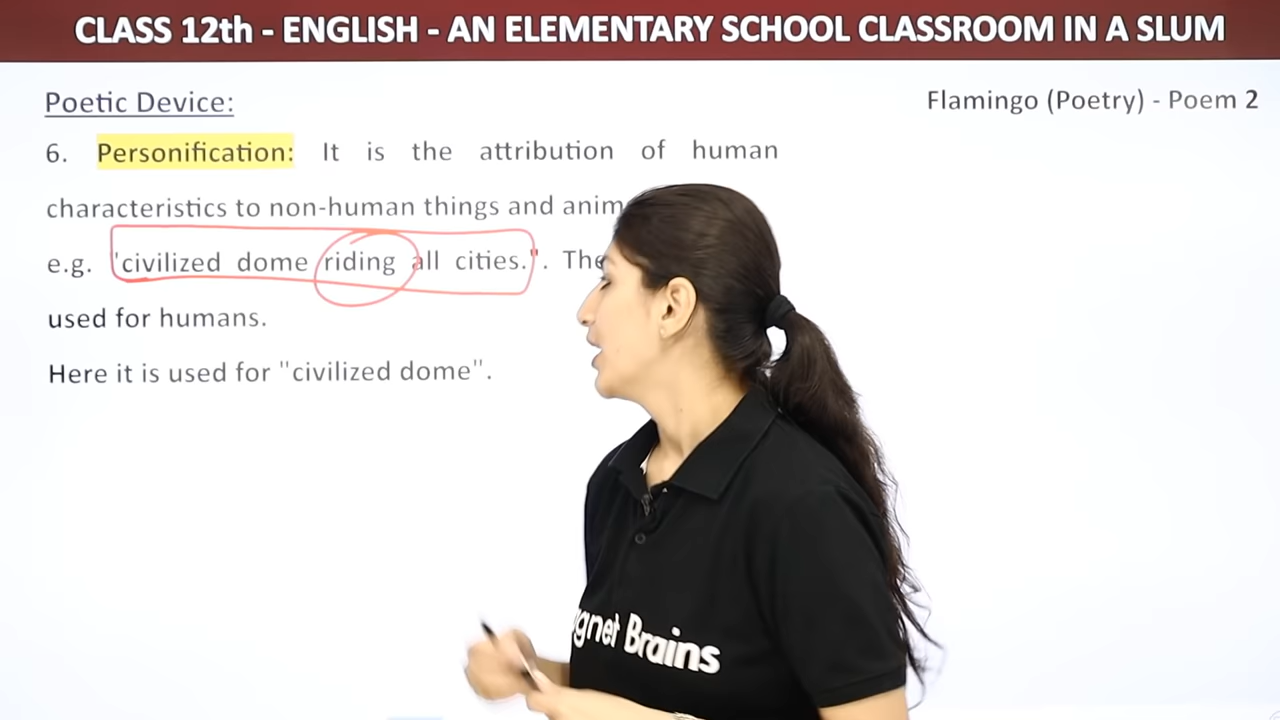 CLASS 12th - ENGLISH - AN ELEMENTARY SCHOOL CLASSROOM IN A SLUM
Poetic Device:
Flamingo (Poetry) - Poem 2
6. Personification: It is the attribution of human
characteristics to non-human things and anim
e.g. "civilized dome riding all cities.". The
used for humans.
Here it is used for "civilized dome".
gnet Brains